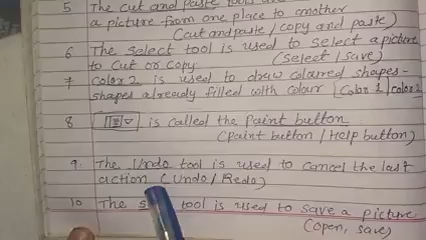 5 The cut and paste tools are
a picture from one place to another
(cut and paste / copy and paste)
6 The select tool is used to select a picture
to cut or copy (select / save)
7 Color 2 is used to draw coloured shapes-
shapes already filled with colour (color 1 / color 2
8 is called the Paint button
(Paint button / Help button)
9. The Undo tool is used to cancel the last
action (Undo / Redo)
10 The tool is used to save a picture
(open, save)